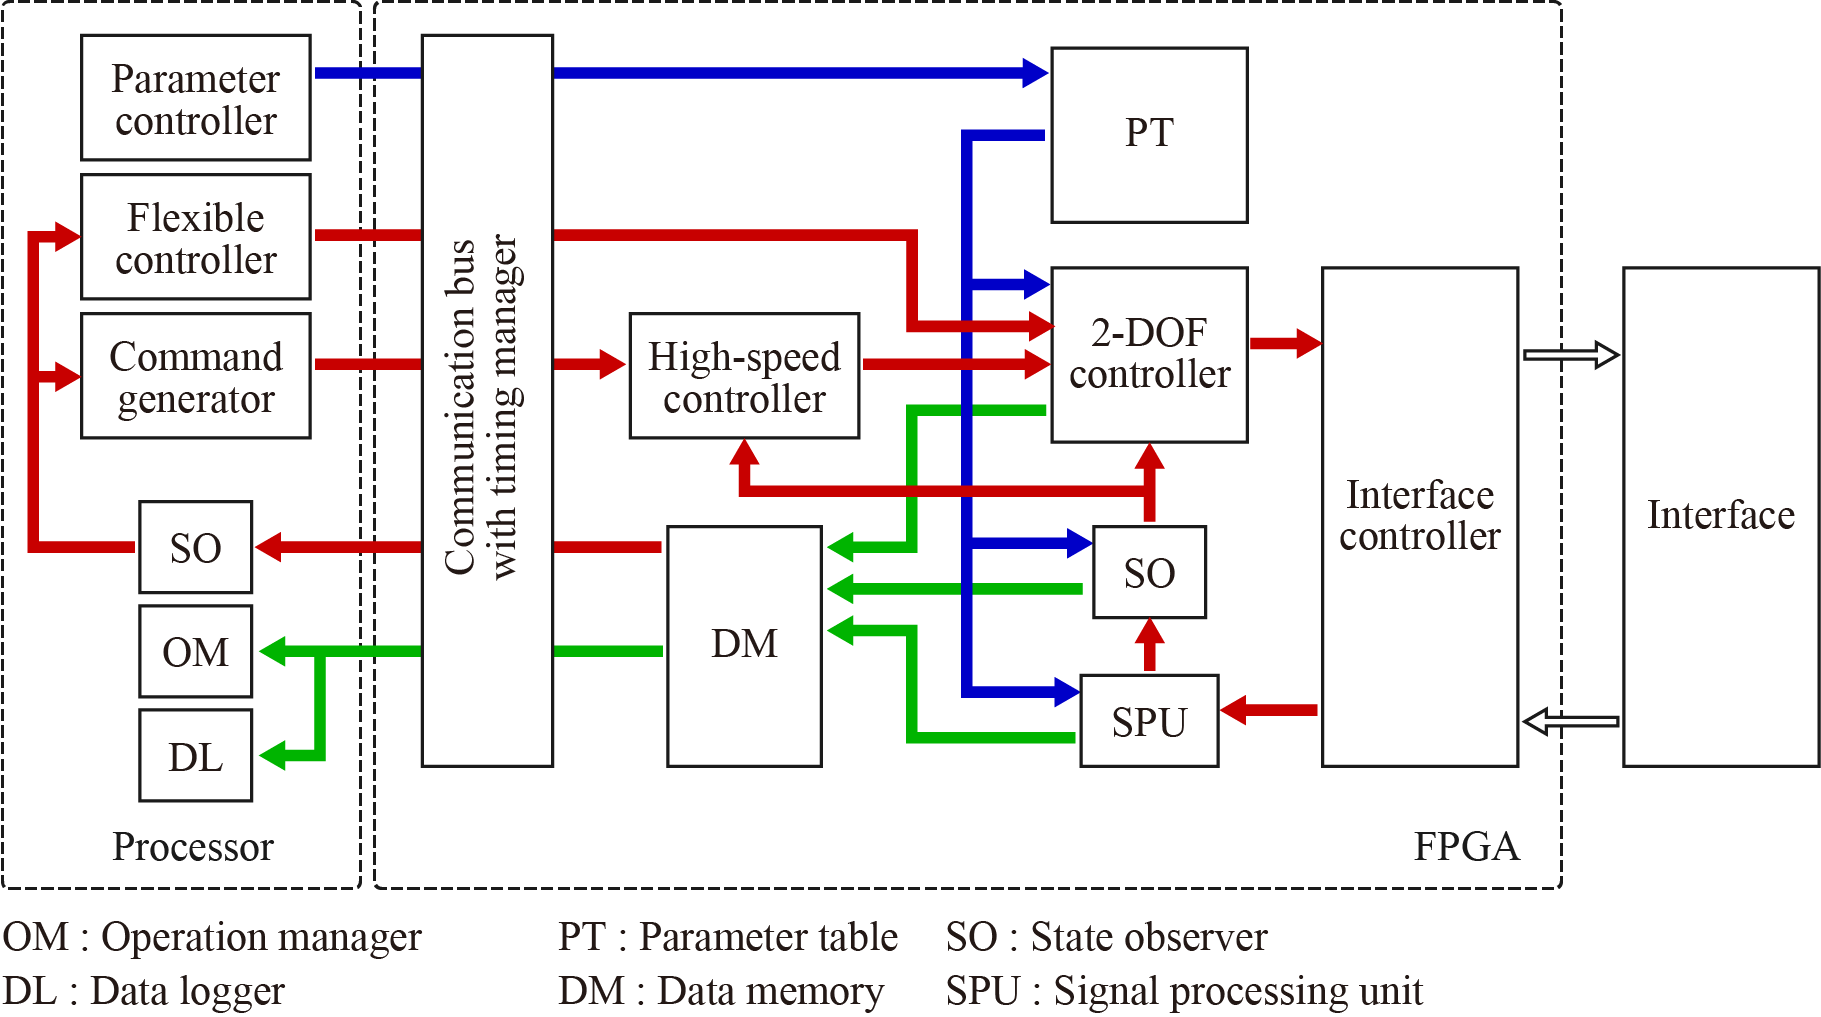 Parameter
controller
Flexible
controller
Command
generator
SO
OM
DL
Processor
Communication bus
with timing manager
High-speed
controller
DM
PT
2-DOF
controller
SO
SPU
Interface
controller
FPGA
Interface
OM : Operation manager
PT : Parameter table
SO : State observer
DL : Data logger
DM : Data memory
SPU : Signal processing unit